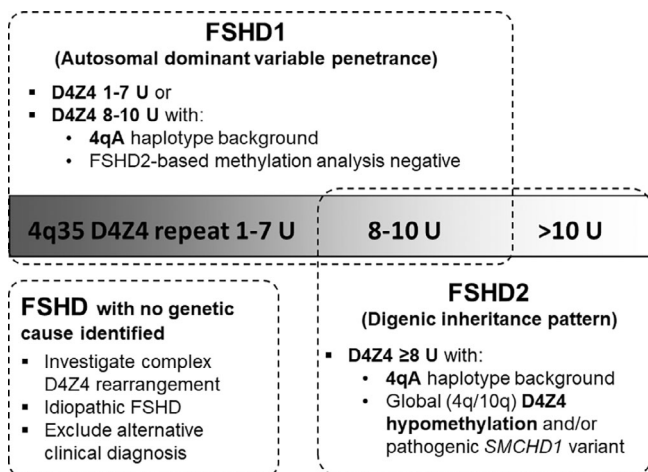 FSHD1
(Autosomal dominant variable penetrance)
▪ D4Z4 1-7 U or
▪ D4Z4 8-10 U with:
• 4qA haplotype background
• FSHD2-based methylation analysis negative
4q35 D4Z4 repeat 1-7 U 8-10 U >10 U
FSHD with no genetic
cause identified
▪ Investigate complex
D4Z4 rearrangement
▪ Idiopathic FSHD
▪ Exclude alternative
clinical diagnosis
FSHD2
(Digenic inheritance pattern)
▪ D4Z4 ≥8 U with:
• 4qA haplotype background
• Global (4q/10q) D4Z4
hypomethylation and/or
pathogenic SMCHD1 variant